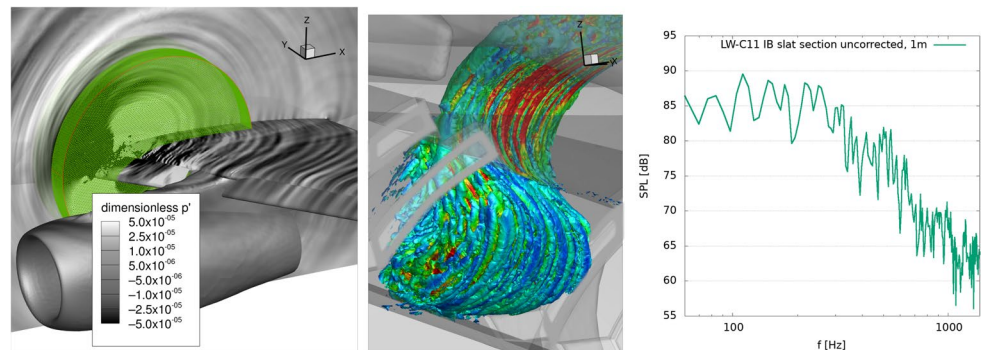 Z
Y
X
dimensionless p'
5.0x10-05
2.5x10-05
1.0x10-05
5.0x10-06
−5.0x10-06
−1.0x10-05
−2.5x10-05
−5.0x10-05
Z
X
LW-C11 IB slat section uncorrected, 1m
95
90
85
80
75
70
65
60
55
SPL [dB]
100
1000
f [Hz]